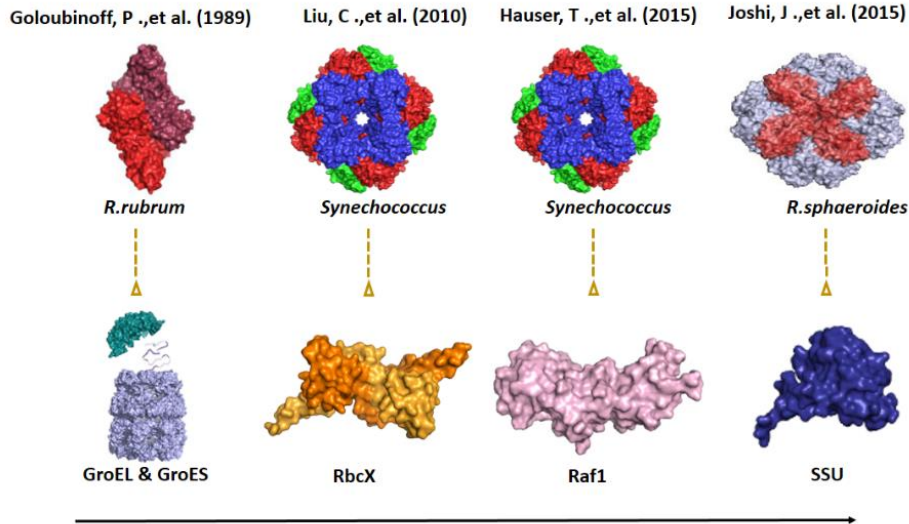 Goloubinoff, P .,et al. (1989)
Liu, C .,et al. (2010)
Hauser, T .,et al. (2015)
Joshi, J .,et al. (2015)
R.rubrum
Synechococcus
Synechococcus
R.sphaeroides
GroEL & GroES
RbcX
Raf1
SSU